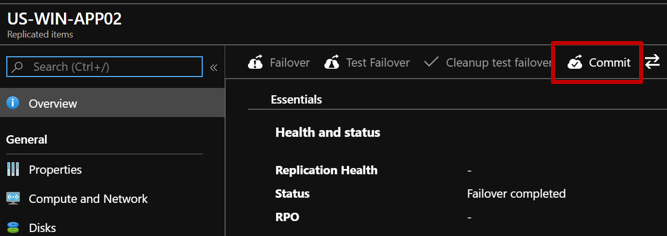 US-WIN-APP02
Replicated items
Search (Ctrl+/)
«
Failover
Test Failover
Cleanup test failover
Commit
Overview
General
Properties
Compute and Network
Disks
Essentials
Health and status
Replication Health -
Status Failover completed
RPO -